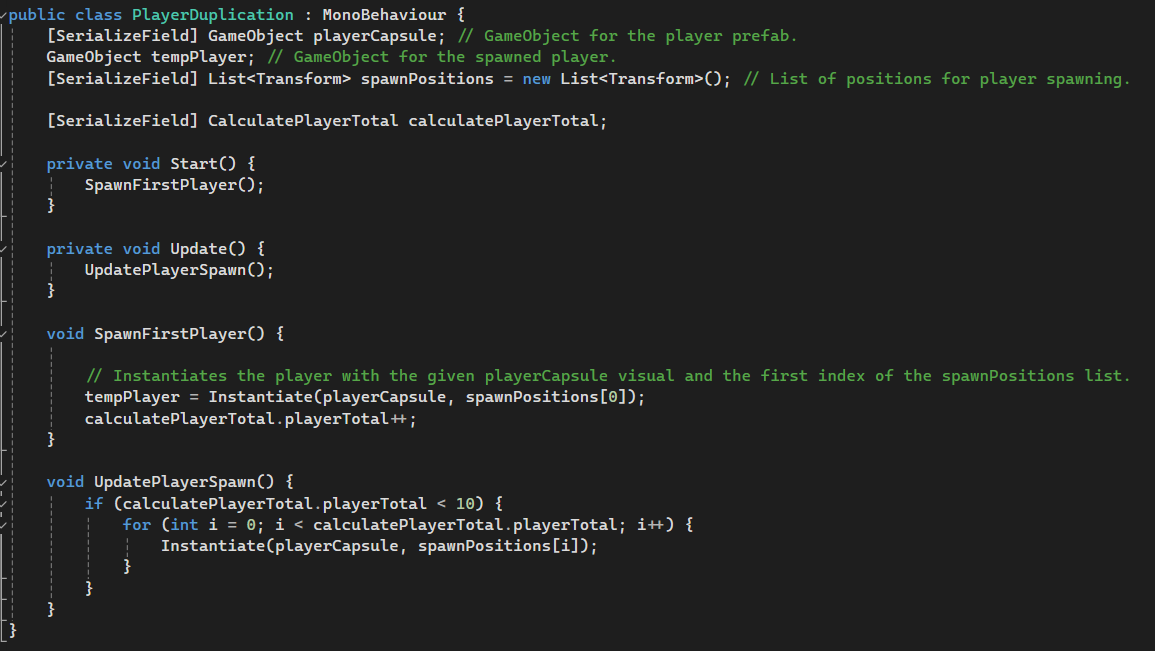 public class PlayerDuplication : MonoBehaviour {
[SerializeField] GameObject playerCapsule; // GameObject for the player prefab.
GameObject tempPlayer; // GameObject for the spawned player.
[SerializeField] List<Transform> spawnPositions = new List<Transform>(); // List of positions for player spawning.
[SerializeField] CalculatePlayerTotal calculatePlayerTotal;
private void Start() {
SpawnFirstPlayer();
}
private void Update() {
UpdatePlayerSpawn();
}
void SpawnFirstPlayer() {
// Instantiates the player with the given playerCapsule visual and the first index of the spawnPositions list.
tempPlayer = Instantiate(playerCapsule, spawnPositions[0]);
calculatePlayerTotal.playerTotal++;
}
void UpdatePlayerSpawn() {
if (calculatePlayerTotal.playerTotal < 10) {
for (int i = 0; i < calculatePlayerTotal.playerTotal; i++) {
Instantiate(playerCapsule, spawnPositions[i]);
}
}
}
}